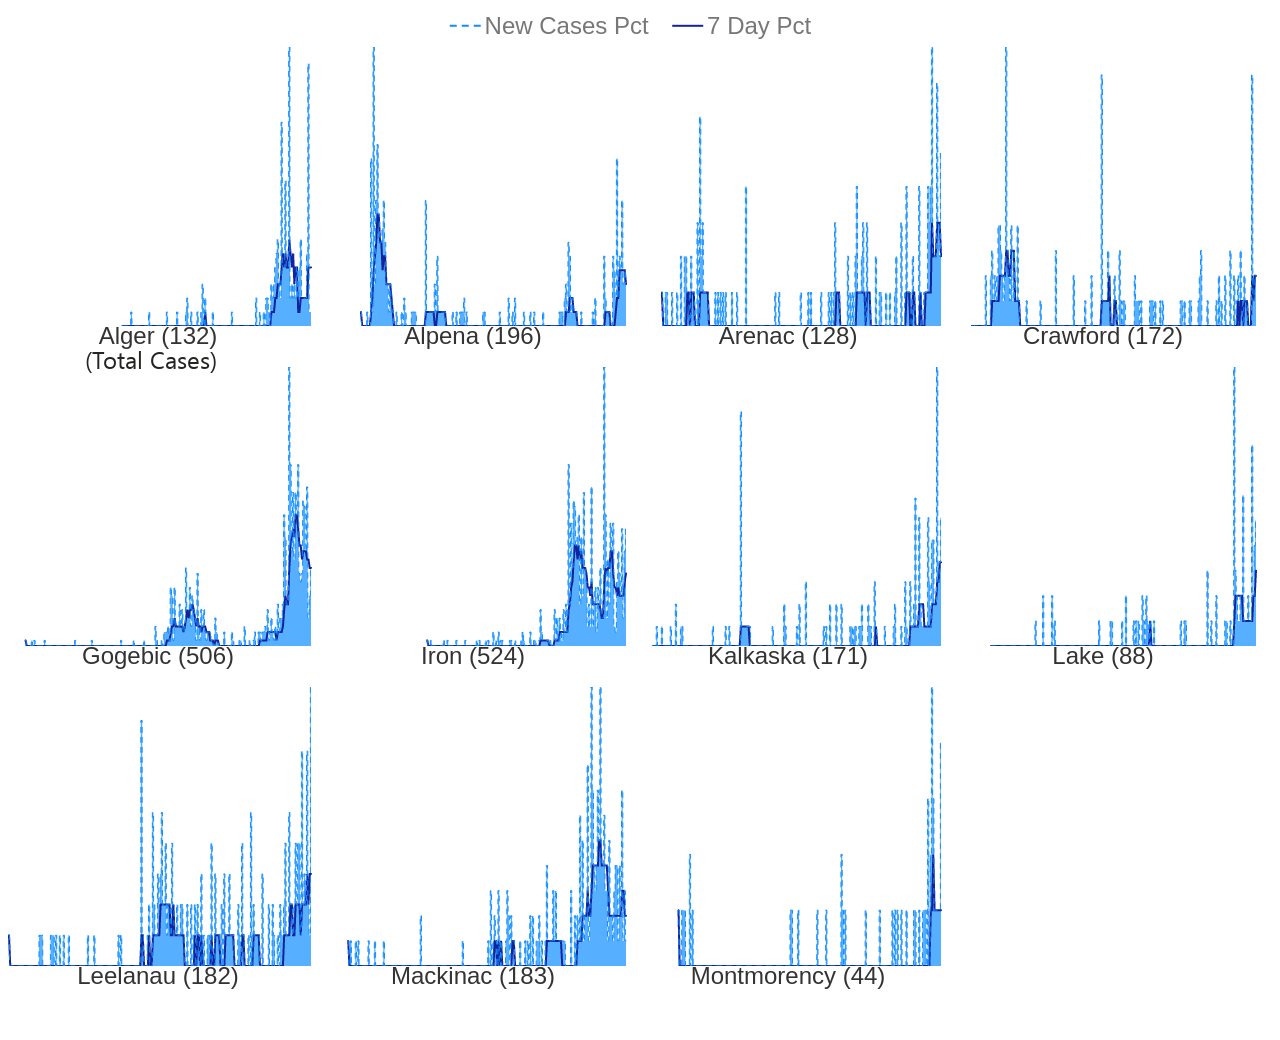 New Cases Pct 7 Day Pct
Alger (132) Alpena (196) Arenac (128) Crawford (172)
(Total Cases)
Gogebic (506) Iron (524) Kalkaska (171) Lake (88)
Leelanau (182) Mackinac (183) Montmorency (44)